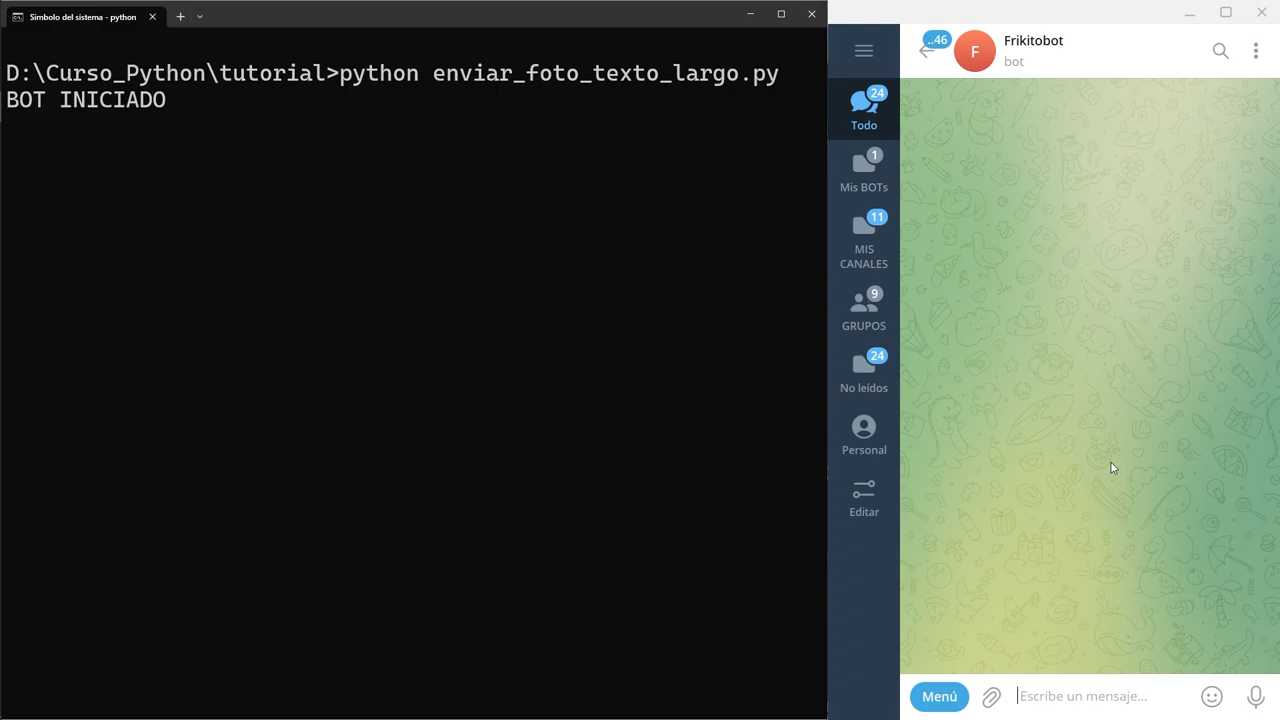 Símbolo del sistema - python
D:\Curso_Python\tutorial>python enviar_foto_texto_largo.py
BOT INICIADO
..46
F
Frikitobot
bot
24
Todo
1
Mis BOTs
11
MIS
CANALES
9
GRUPOS
24
No leídos
Personal
Editar
Menú
Escribe un mensaje...